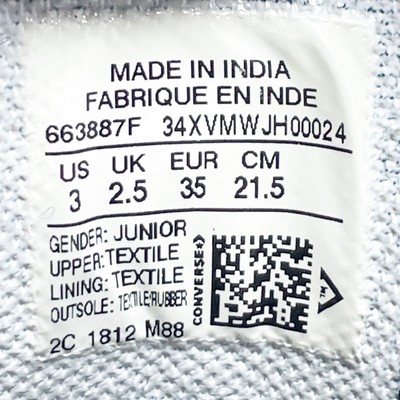 MADE IN INDIA
FABRIQUE EN INDE
663887F 34XVMWJH00024
US UK EUR CM
3 2.5 35 21.5
GENDER: JUNIOR
UPPER: TEXTILE
LINING: TEXTILE
OUTSOLE: TEXTILE/RUBBER
2C 1812 M88
CONVERSE
TM